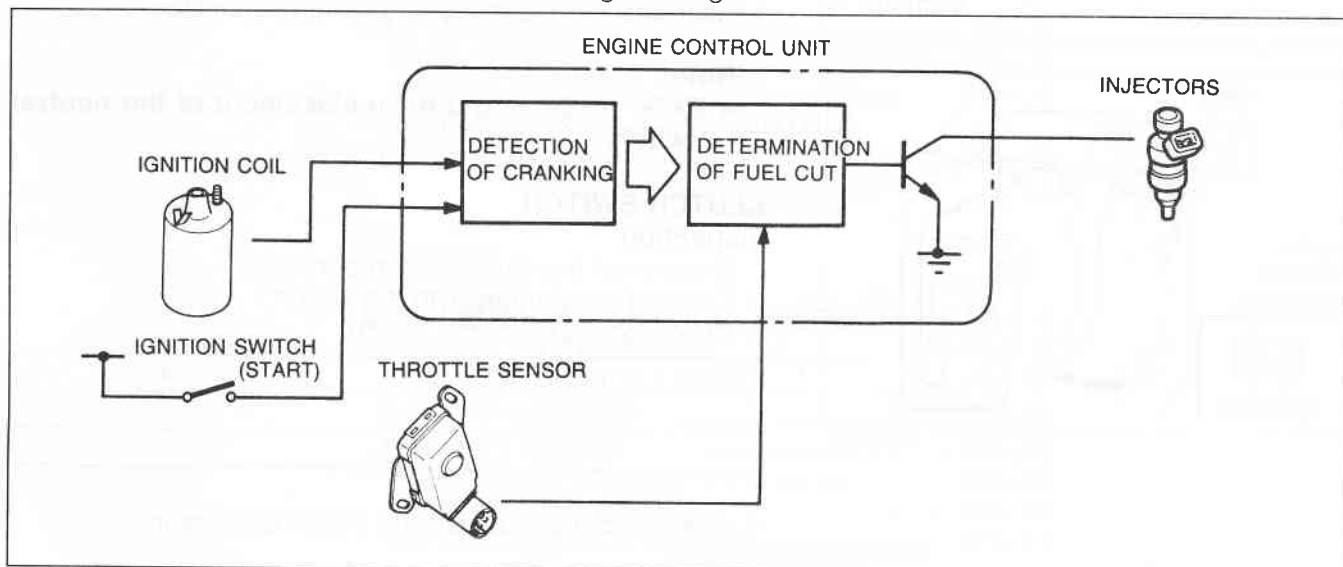 ENGINE CONTROL UNIT
INJECTORS
IGNITION COIL
DETECTION
OF CRANKING
DETERMINATION
OF FUEL CUT
IGNITION SWITCH
(START)
THROTTLE SENSOR